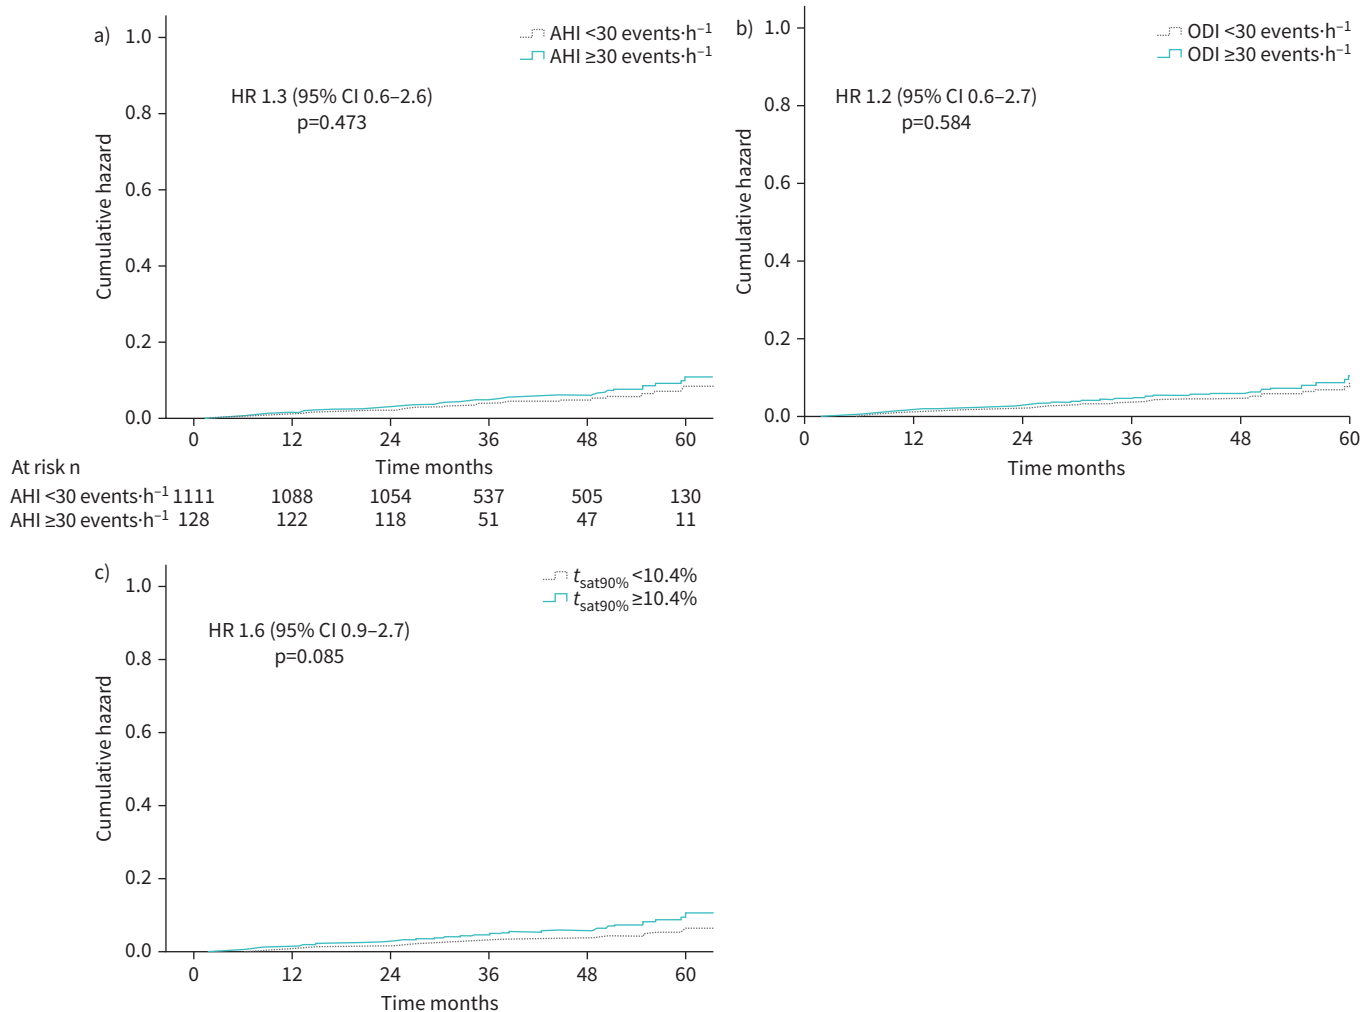 a)
AHI <30 events·h⁻¹
AHI ≥30 events·h⁻¹
HR 1.3 (95% CI 0.6–2.6)
p=0.473
Cumulative hazard
1.0
0.8
0.6
0.4
0.2
0.0
0 12 24 36 48 60
Time months
At risk n
AHI <30 events·h⁻¹ 1111 1088 1054 537 505 130
AHI ≥30 events·h⁻¹ 128 122 118 51 47 11
b)
ODI <30 events·h⁻¹
ODI ≥30 events·h⁻¹
HR 1.2 (95% CI 0.6–2.7)
p=0.584
Cumulative hazard
1.0
0.8
0.6
0.4
0.2
0.0
0 12 24 36 48 60
Time months
c)
tsat90% <10.4%
tsat90% ≥10.4%
HR 1.6 (95% CI 0.9–2.7)
p=0.085
Cumulative hazard
1.0
0.8
0.6
0.4
0.2
0.0
0 12 24 36 48 60
Time months